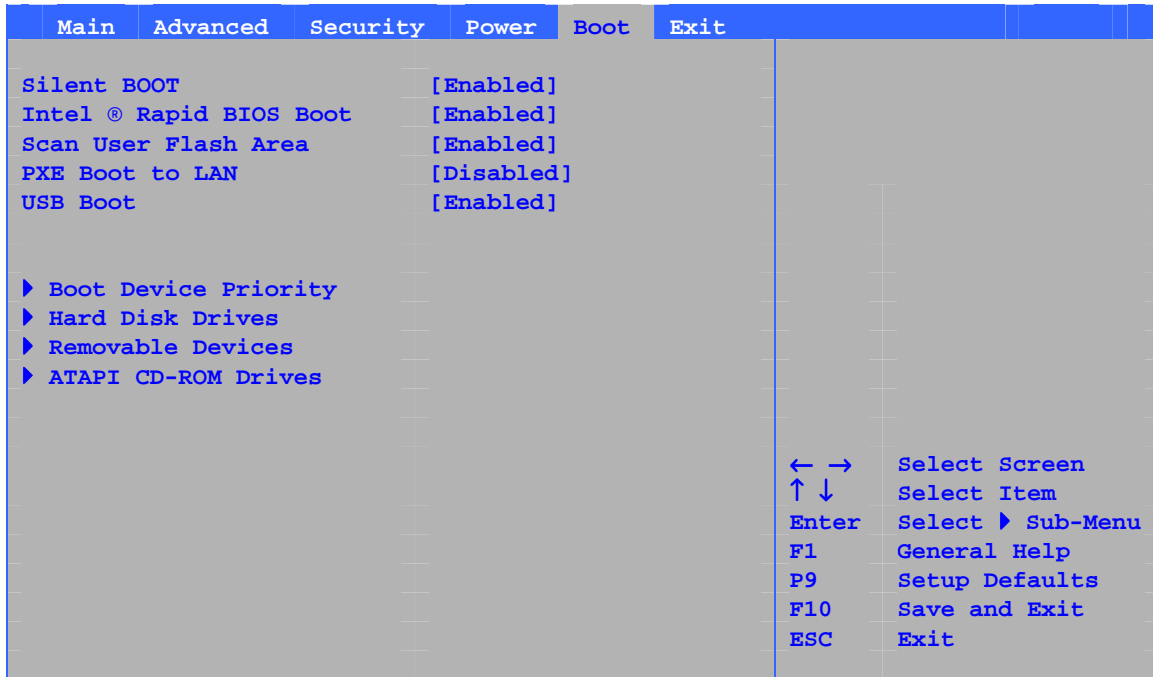 Main Advanced Security Power Boot Exit
Silent BOOT [Enabled]
Intel ® Rapid BIOS Boot [Enabled]
Scan User Flash Area [Enabled]
PXE Boot to LAN [Disabled]
USB Boot [Enabled]
Boot Device Priority
Hard Disk Drives
Removable Devices
ATAPI CD-ROM Drives
← → Select Screen
↑ ↓ Select Item
Enter Select Sub-Menu
F1 General Help
P9 Setup Defaults
F10 Save and Exit
ESC Exit